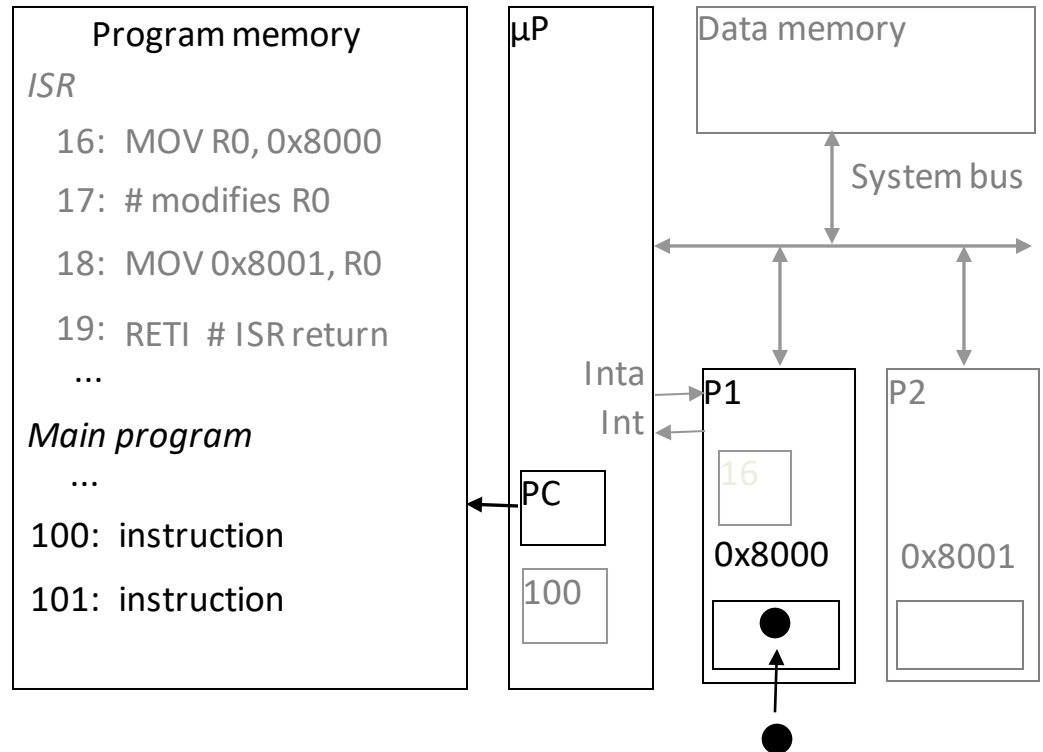 Program memory
ISR
16: MOV R0, 0x8000
17: # modifies R0
18: MOV 0x8001, R0
19: RETI # ISR return
...
Main program
...
100: instruction
101: instruction
µP
Inta
Int
PC
100
Data memory
System bus
P1
16
0x8000
P2
0x8001